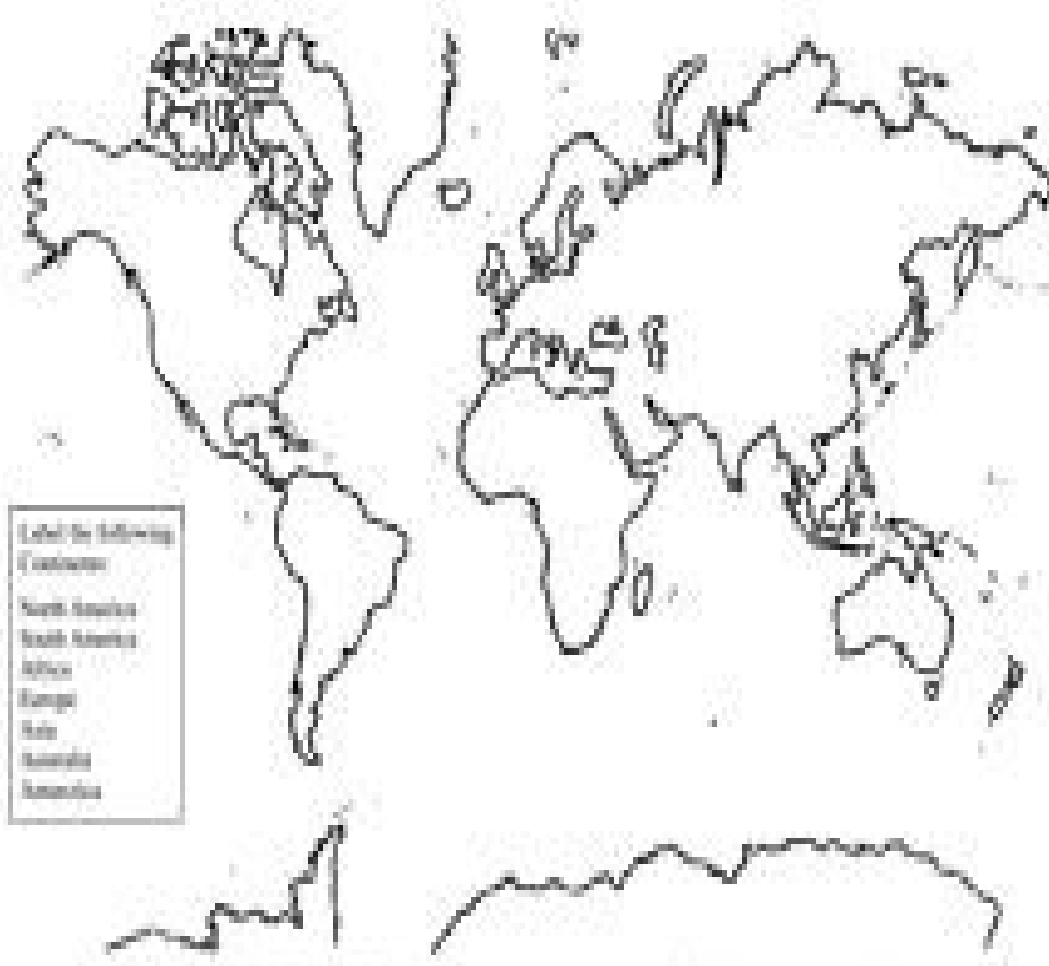 Label the following
Continents
North America
South America
Africa
Europe
Asia
Australia
Antarctica